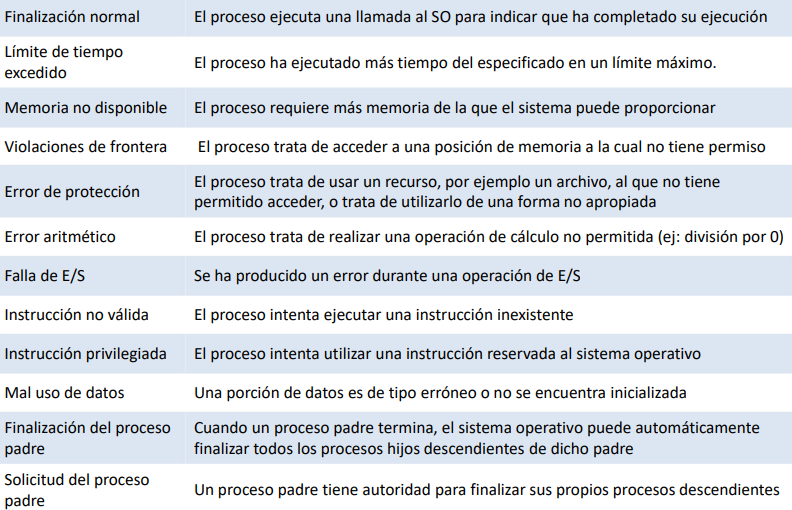 Finalización normal El proceso ejecuta una llamada al SO para indicar que ha completado su ejecución
Límite de tiempo
excedido
El proceso ha ejecutado más tiempo del especificado en un límite máximo.
Memoria no disponible El proceso requiere más memoria de la que el sistema puede proporcionar
Violaciones de frontera El proceso trata de acceder a una posición de memoria a la cual no tiene permiso
Error de protección
El proceso trata de usar un recurso, por ejemplo un archivo, al que no tiene
permitido acceder, o trata de utilizarlo de una forma no apropiada
Error aritmético El proceso trata de realizar una operación de cálculo no permitida (ej: división por 0)
Falla de E/S Se ha producido un error durante una operación de E/S
Instrucción no válida El proceso intenta ejecutar una instrucción inexistente
Instrucción privilegiada El proceso intenta utilizar una instrucción reservada al sistema operativo
Mal uso de datos Una porción de datos es de tipo erróneo o no se encuentra inicializada
Finalización del proceso
padre
Cuando un proceso padre termina, el sistema operativo puede automáticamente
finalizar todos los procesos hijos descendientes de dicho padre
Solicitud del proceso
padre
Un proceso padre tiene autoridad para finalizar sus propios procesos descendientes